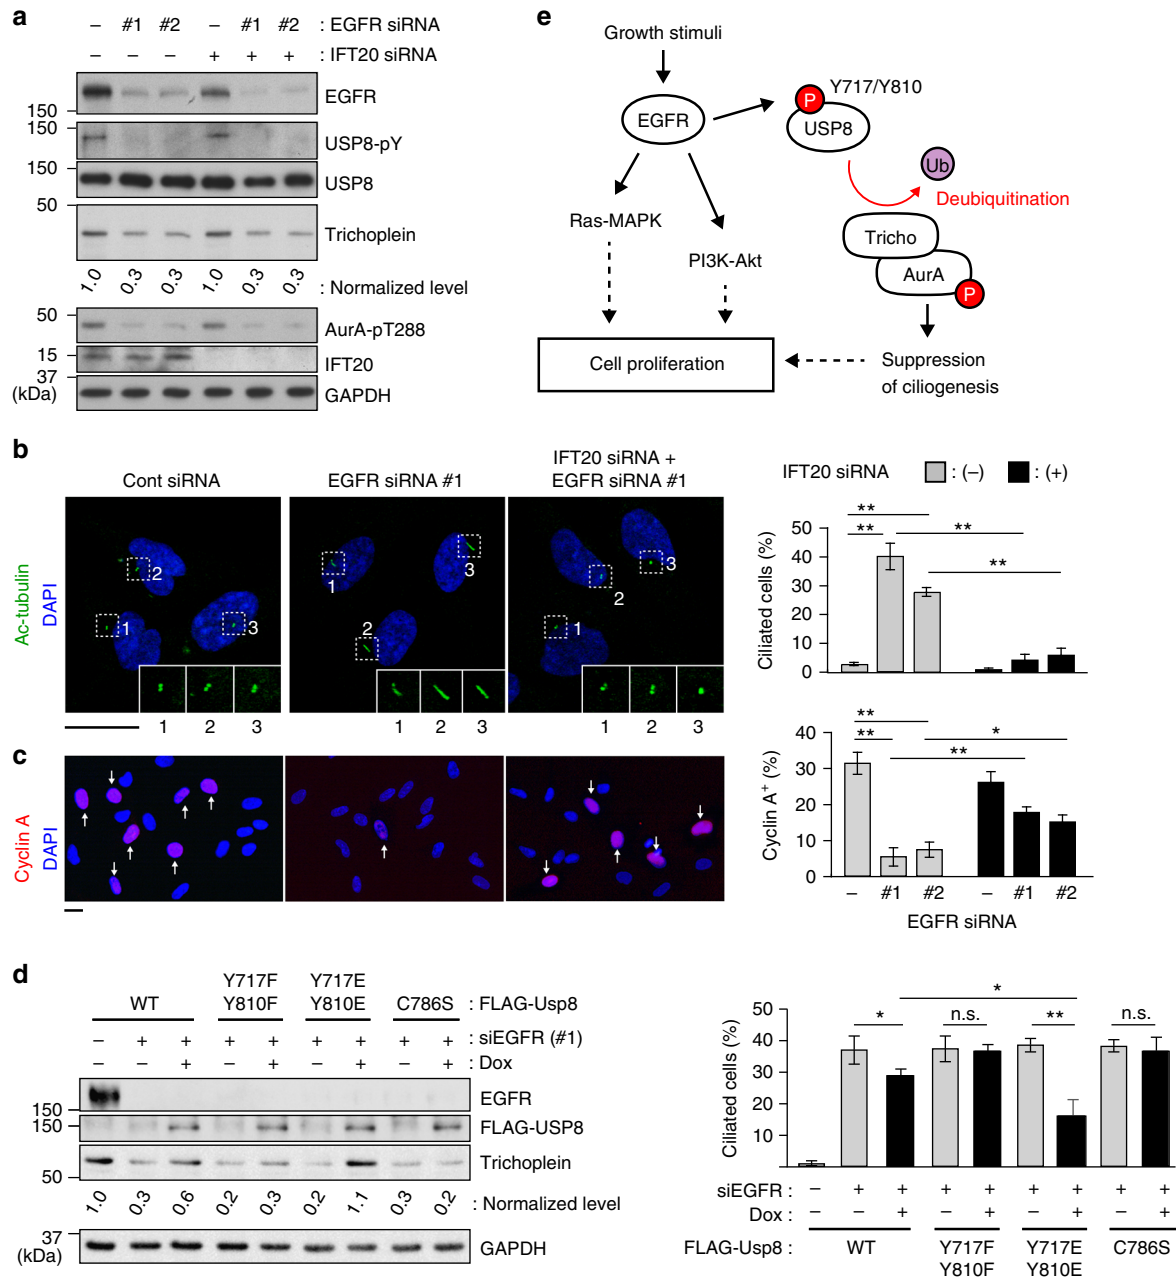 a
– #1 #2 – #1 #2 : EGFR siRNA
– – – + + + : IFT20 siRNA
EGFR
150
150
USP8-pY
150
USP8
50
Trichoplein
1.0 0.3 0.3 1.0 0.3 0.3 : Normalized level
50
AurA-pT288
15
IFT20
37
(kDa)
GAPDH
e
Growth stimuli
EGFR
P
Y717/Y810
USP8
Ub
Deubiquitination
Ras-MAPK
PI3K-Akt
Tricho
AurA
P
Cell proliferation
Suppression
of ciliogenesis
b
Cont siRNA
EGFR siRNA #1
IFT20 siRNA +
EGFR siRNA #1
Ac-tubulin
DAPI
2
1
3
1
3
2
3
2
1
1 2 3
1 2 3
1 2 3
IFT20 siRNA : (–) : (+)
Ciliated cells (%)
50
40
30
20
10
0
**
**
**
**
c
Cyclin A
DAPI
Cyclin A+ (%)
40
30
20
10
0
**
**
*
**
– #1 #2 – #1 #2
EGFR siRNA
d
WT
Y717F
Y810F
Y717E
Y810E
C786S
: FLAG-Usp8
– + + + + + + + + : siEGFR (#1)
– – + – + – + – + : Dox
EGFR
150
150
FLAG-USP8
Trichoplein
50
1.0 0.3 0.6 0.2 0.3 0.2 1.1 0.3 0.2 : Normalized level
37
(kDa)
GAPDH
Ciliated cells (%)
50
40
30
20
10
*
*
n.s.
**
n.s.
siEGFR : – + + + + + + + +
Dox : – – + – + – + – +
FLAG-Usp8 :
WT
Y717F
Y810F
Y717E
Y810E
C786S